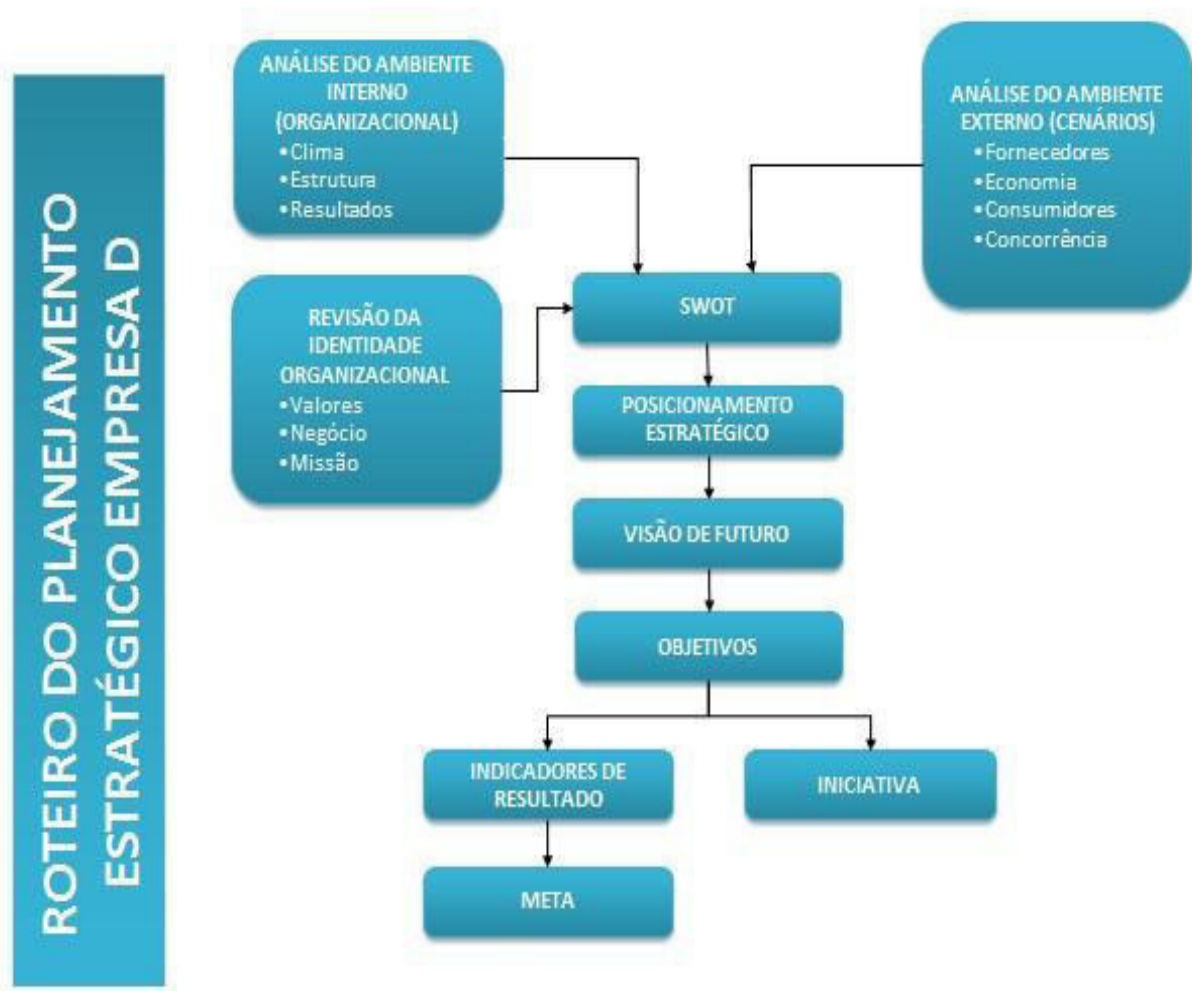 ROTEIRO DO PLANEJAMENTO
ESTRATÉGICO EMPRESA D
ANÁLISE DO AMBIENTE
INTERNO
(ORGANIZACIONAL)
•Clima
•Estrutura
•Resultados
ANÁLISE DO AMBIENTE
EXTERNO (CENÁRIOS)
•Fornecedores
•Economia
•Consumidores
•Concorrência
REVISÃO DA
IDENTIDADE
ORGANIZACIONAL
•Valores
•Negócio
•Missão
SWOT
POSICIONAMENTO
ESTRATÉGICO
VISÃO DE FUTURO
OBJETIVOS
INDICADORES DE
RESULTADO
INICIATIVA
META